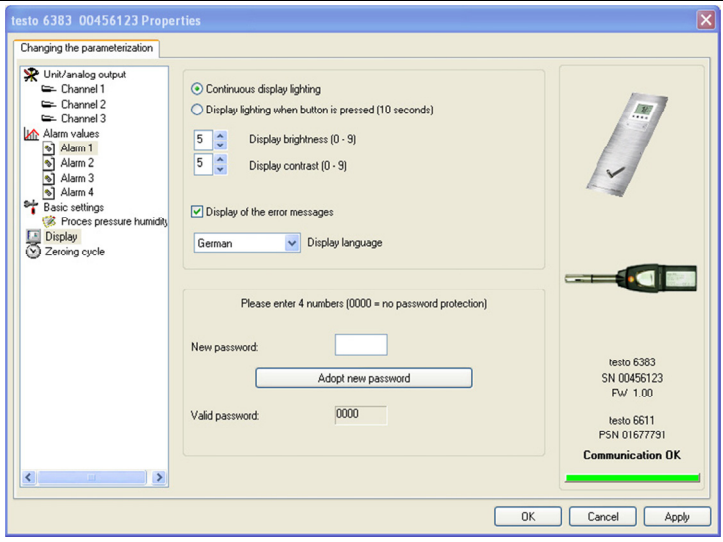 testo 6383 00456123 Properties
Changing the parameterization
Unit/analog output
Channel 1
Channel 2
Channel 3
Alarm values
Alarm 1
Alarm 2
Alarm 3
Alarm 4
Basic settings
Proces pressure humidity
Display
Zeroing cycle
Continuous display lighting
Display lighting when button is pressed (10 seconds)
5 Display brightness (0 - 9)
5 Display contrast (0 - 9)
Display of the error messages
German Display language
Please enter 4 numbers (0000 = no password protection)
New password:
Adopt new password
Valid password: 0000
testo 6383
SN 00456123
FW 1.00
testo 6611
PSN 01677791
Communication OK
OK Cancel Apply